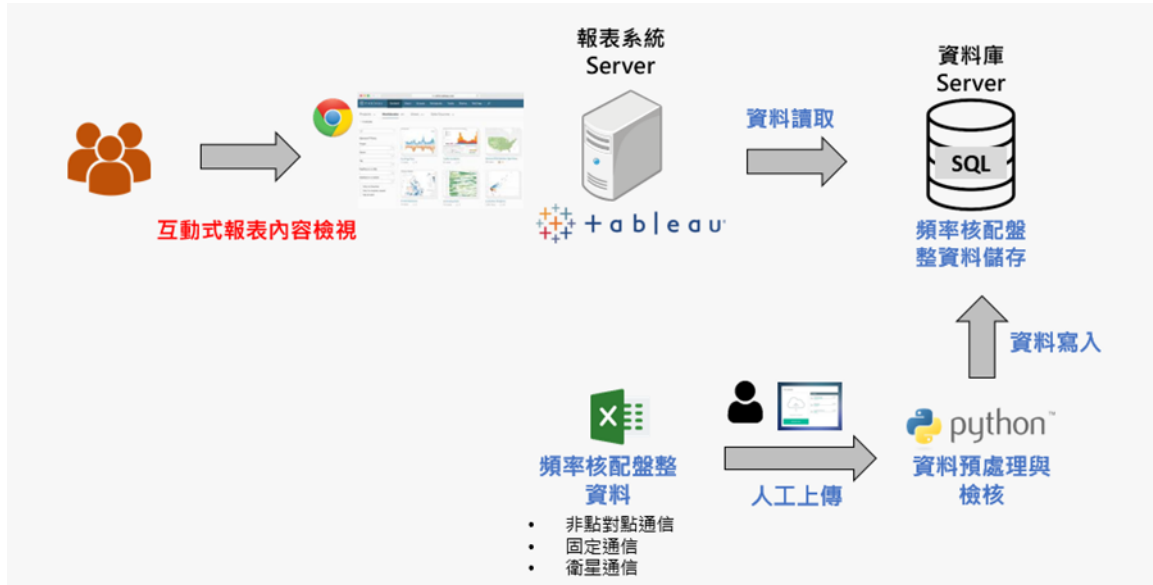 報表系統
Server
資料庫
Server
資料讀取
SQL
互動式報表內容檢視
+ableau
頻率核配盤
整資料儲存
資料寫入
python™
頻率核配盤整
資料
人工上傳
資料預處理與
檢核
• 非點對點通信
• 固定通信
• 衛星通信